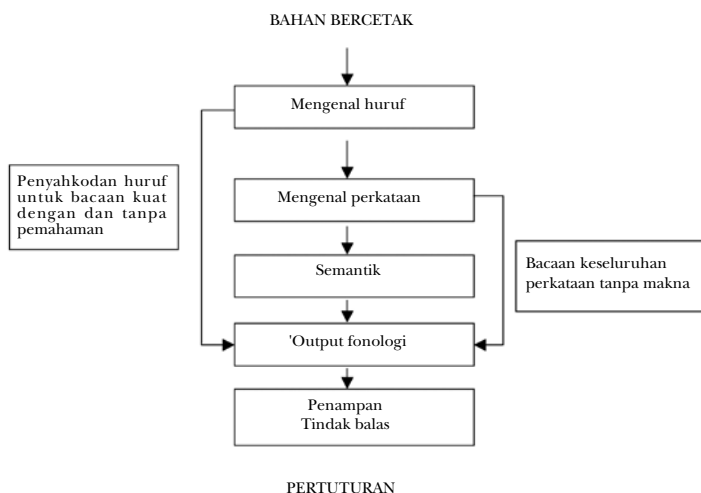 BAHAN BERCETAK
Mengenal huruf
Penyahkodan huruf
untuk bacaan kuat
dengan dan tanpa
pemahaman
Mengenal perkataan
Semantik
Bacaan keseluruhan
perkataan tanpa makna
'Output fonologi
Penampan
Tindak balas
PERTUTURAN